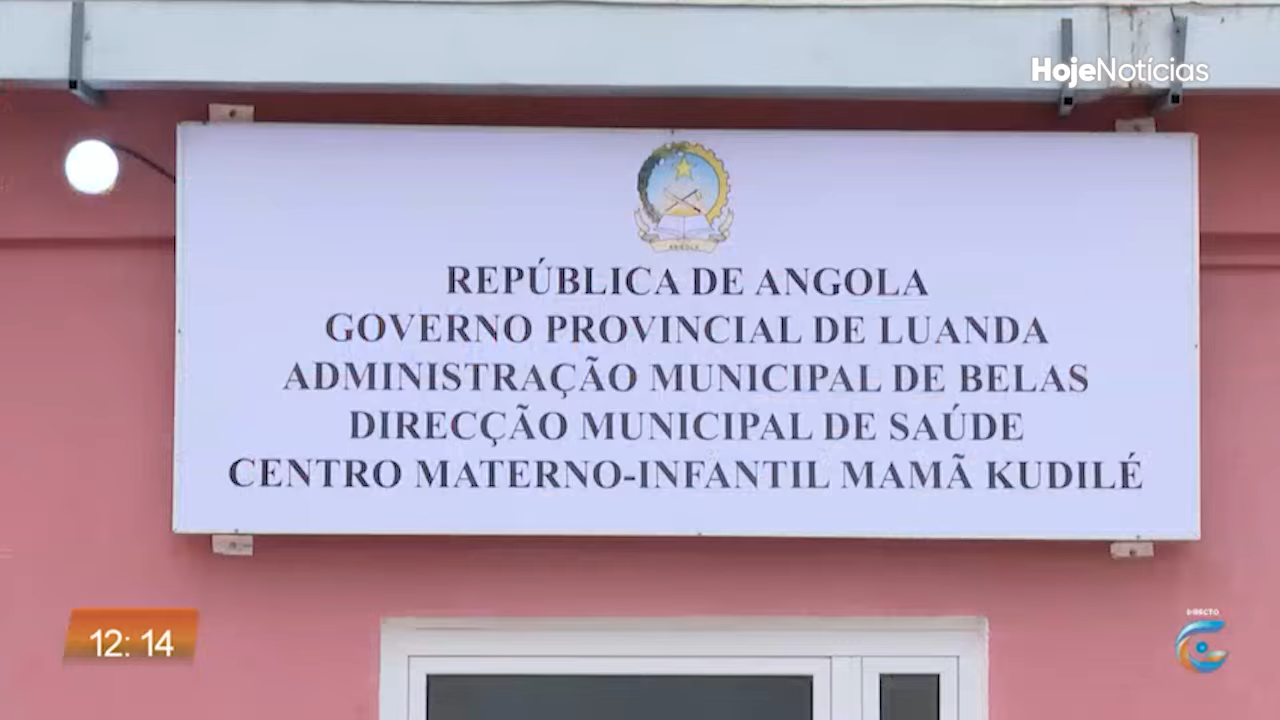 HojeNotícias
ANGOLA
REPÚBLICA DE ANGOLA
GOVERNO PROVINCIAL DE LUANDA
ADMINISTRAÇÃO MUNICIPAL DE BELAS
DIRECÇÃO MUNICIPAL DE SAÚDE
CENTRO MATERNO-INFANTIL MAMÃ KUDILÉ
12: 14
DIRECTO